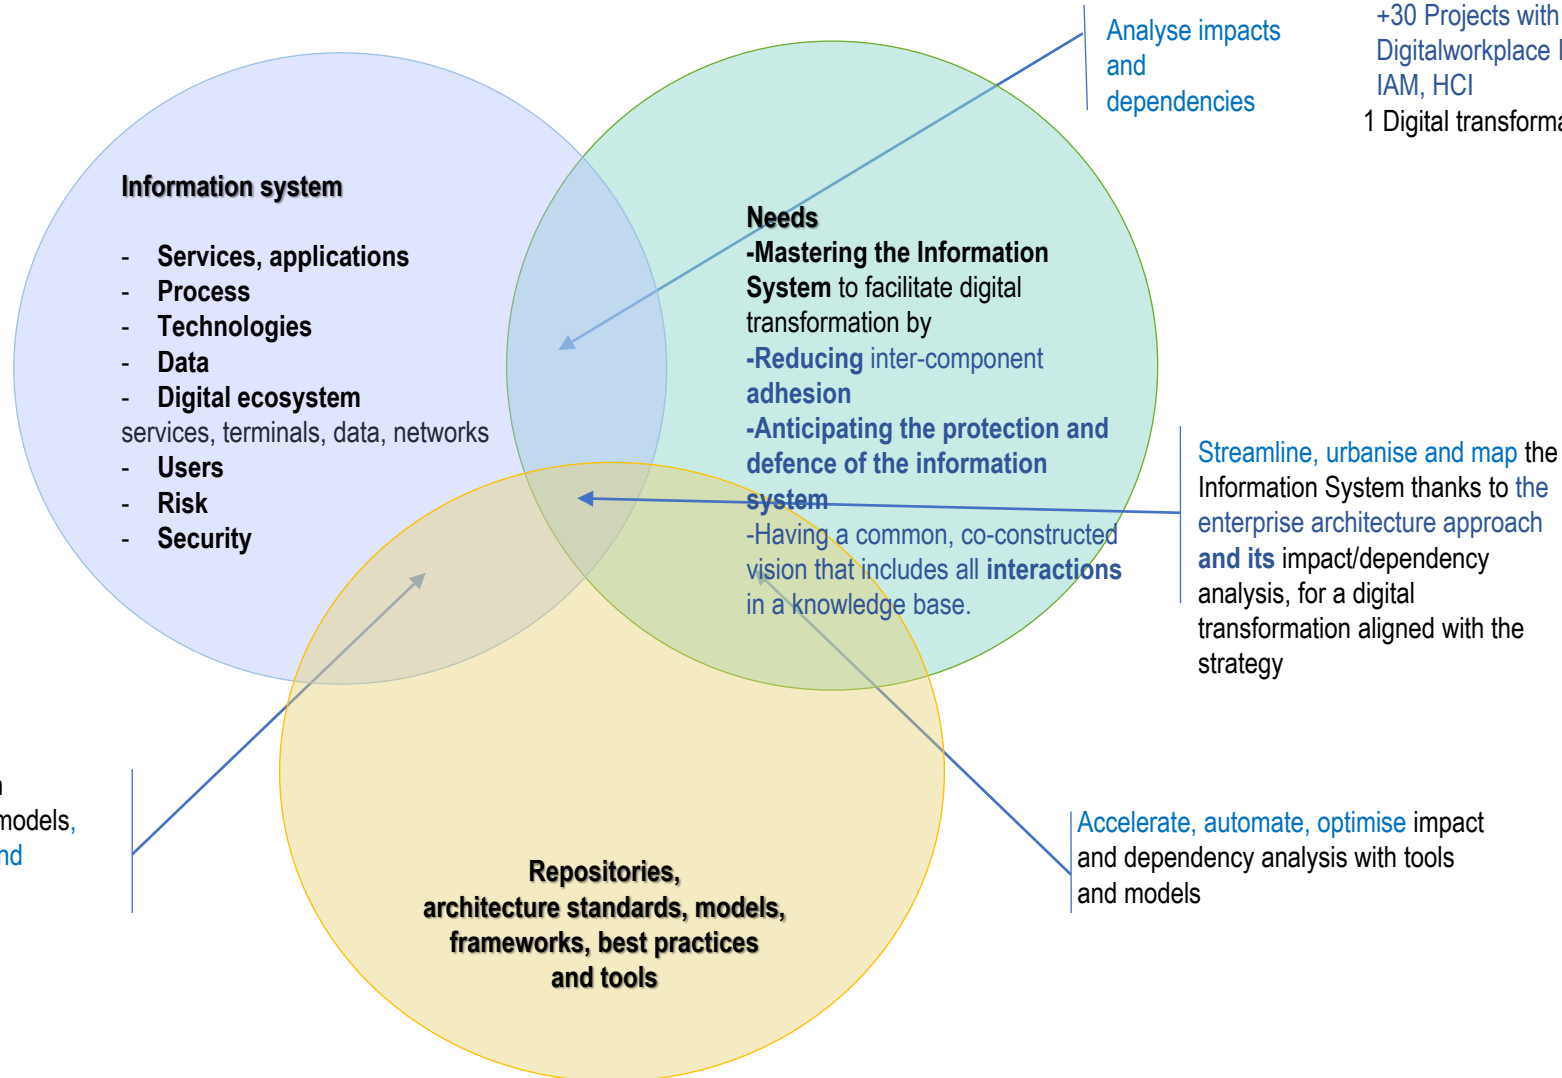 Analyse impacts
and
dependencies
+30 Projects with
Digitalworkplace
IAM, HCI
1 Digital
Information system
- Services, applications
- Process
- Technologies
- Data
- Digital ecosystem
services, terminals, data, networks
- Users
- Risk
- Security
Needs
-Mastering the Information
System to facilitate digital
transformation by
-Reducing inter-component
adhesion
-Anticipating the protection and
defence of the information
system
-Having a common, co-constructed
vision that includes all interactions
in a knowledge base.
Streamline, urbanise and map the
Information System thanks to the
enterprise architecture approach
and its impact/dependency
analysis, for a digital
transformation aligned with the
strategy
models,
Accelerate, automate, optimise impact
and dependency analysis with tools
and models
Repositories,
architecture standards, models,
frameworks, best practices
and tools